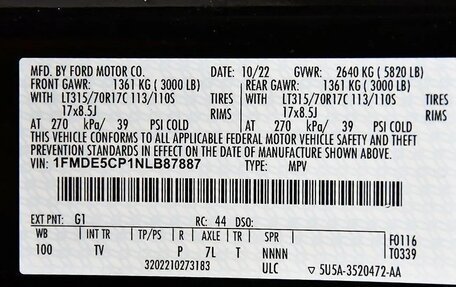 MFD. BY FORD MOTOR CO. DATE: 10/22 GVWR: 2640 KG (5820 LB)
FRONT GAWR: 1361 KG (3000 LB) REAR GAWR: 1361 KG (3000 LB)
WITH LT315/70R17C 113/110S TIRES WITH LT315/70R17C 113/110S TIRES
17x8.5J RIMS 17x8.5J RIMS
AT 270 kPa/ 39 PSI COLD AT 270 kPa/ 39 PSI COLD
THIS VEHICLE CONFORMS TO ALL APPLICABLE FEDERAL MOTOR VEHICLE SAFETY
AND THEFT PREVENTION STANDARDS IN EFFECT ON THE DATE OF MANUFACTURE SHOWN ABOVE.
VIN: 1FMDE5CP1NLB87887 TYPE: MPV
EXT PNT: G1 RC: 44 DSO:
WB INT TR TP/PS R AXLE TR SPR F0116
100 TV P 7L T NNNN T0339
3202210273183 ULC ▽ 5U5A-3520472-AA